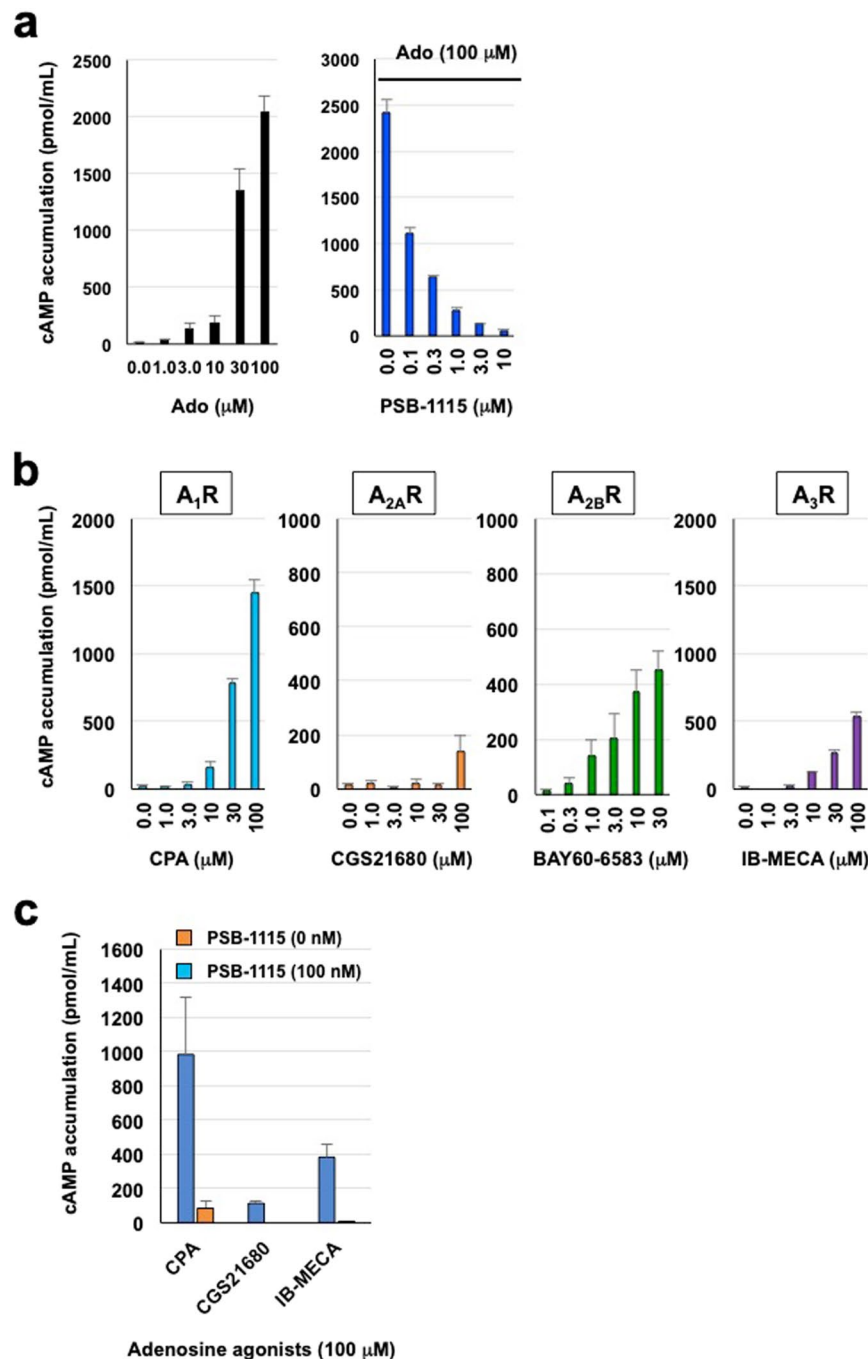 a
cAMP accumulation (pmol/mL)
2500
2000
1500
1000
500
0
0.0 1.0 3.0 10 30 100
Ado (μM)
Ado (100 μM)
3000
2500
2000
1500
1000
500
0
0.0 0.1 0.3 1.0 3.0 10
PSB-1115 (μM)
b
cAMP accumulation (pmol/mL)
A1R
2000
1500
1000
500
0
0.0 1.0 3.0 10 30 100
CPA (μM)
A2AR
1000
800
600
400
200
0
0.0 1.0 3.0 10 30 100
CGS21680 (μM)
A2BR
1000
800
600
400
200
0
0.1 0.3 1.0 3.0 10 30
BAY60-6583 (μM)
A3R
2000
1500
1000
500
0
0.0 1.0 3.0 10 30 100
IB-MECA (μM)
c
cAMP accumulation (pmol/mL)
PSB-1115 (0 nM)
PSB-1115 (100 nM)
1600
1400
1200
1000
800
600
400
200
0
CPA
CGS21680
IB-MECA
Adenosine agonists (100 μM)